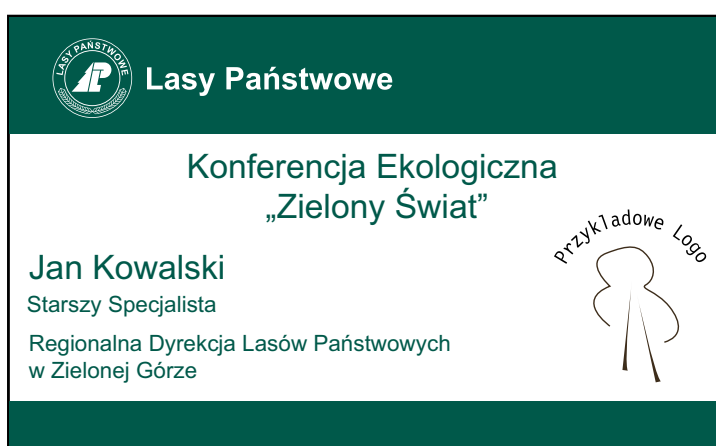 LASY PAŃSTWOWE
Lasy Państwowe
Konferencja Ekologiczna
„Zielony Świat”
Przykladowe Logo
Jan Kowalski
Starszy Specjalista
Regionalna Dyrekcja Lasów Państwowych
w Zielonej Górze